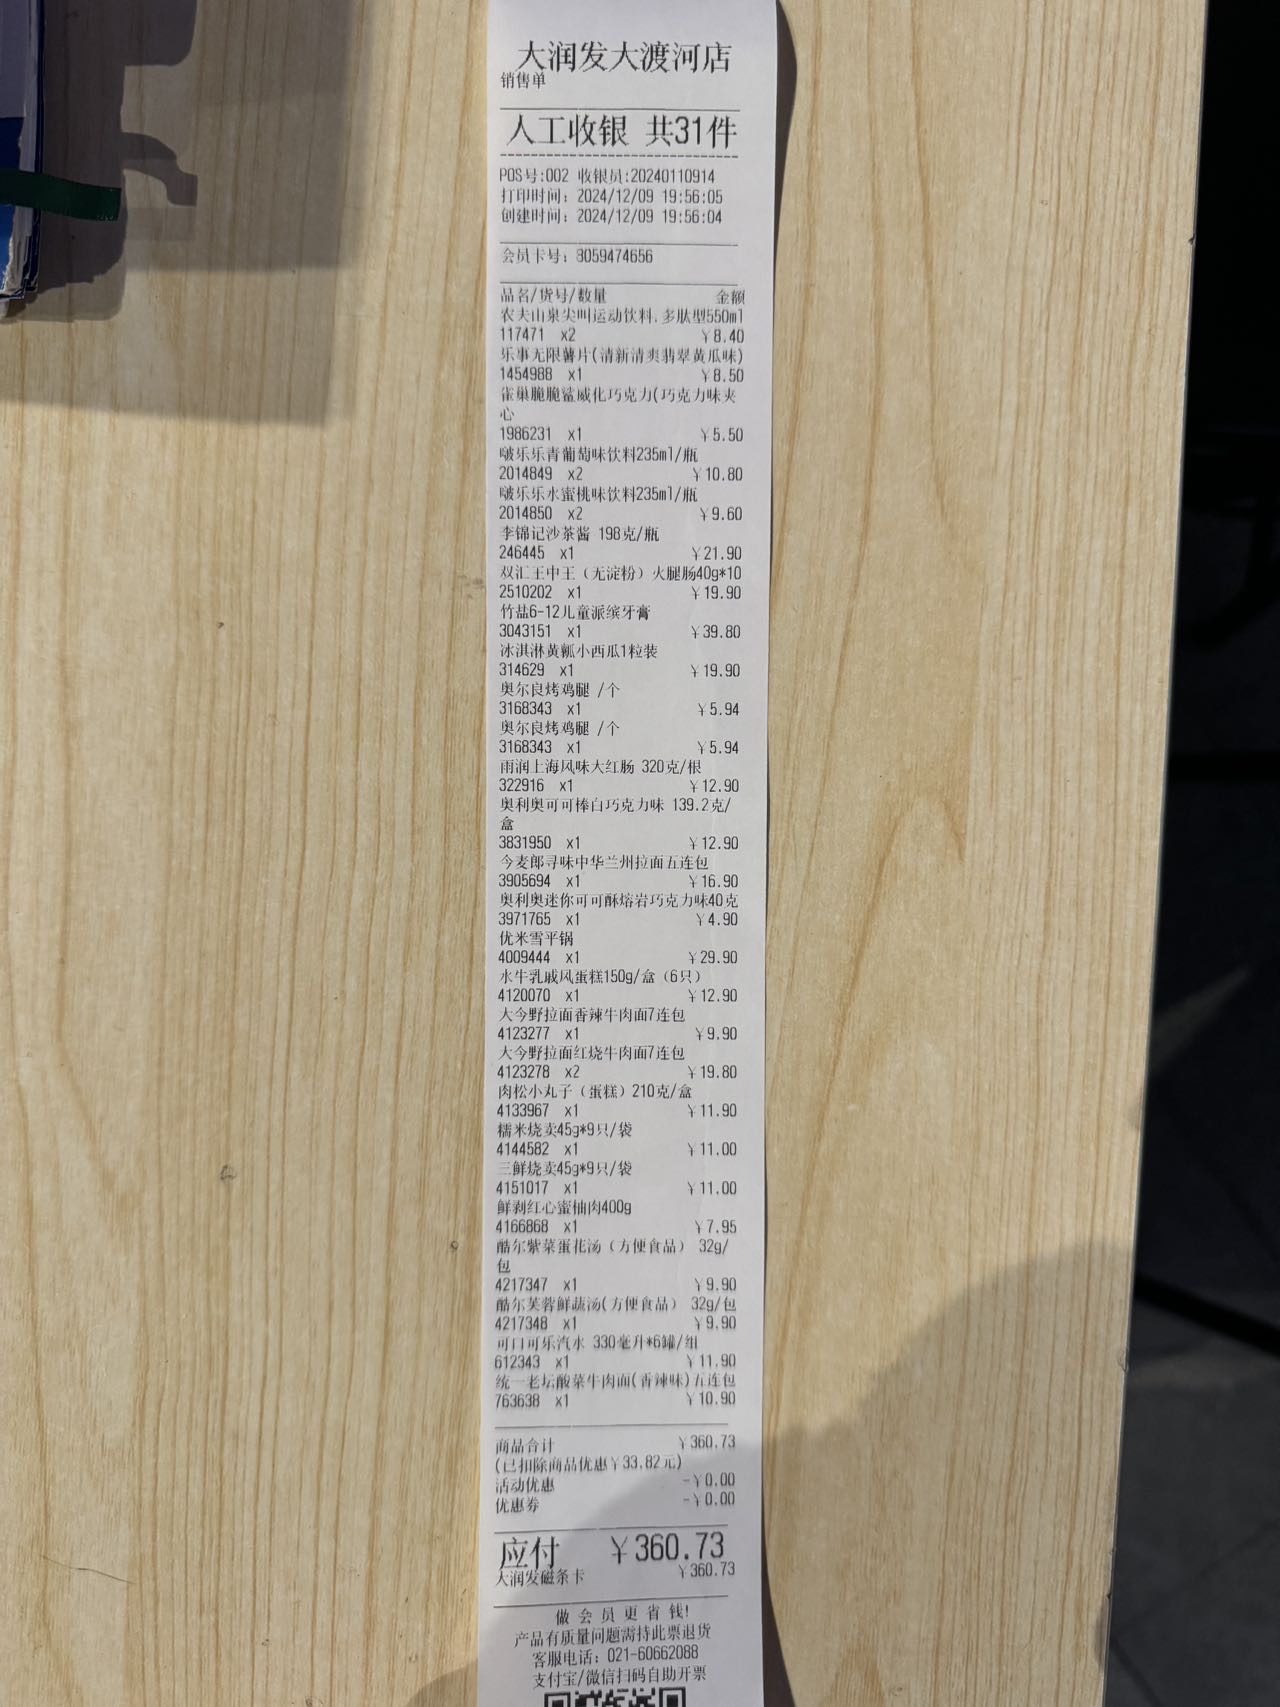 大润发大渡河店
销售单
人工收银 共31件
POS号:002 收银员:20240110914
打印时间: 2024/12/09 19:56:05
创建时间: 2024/12/09 19:56:04
会员卡号: 8059474656
品名/货号/数量 金额
农夫山泉尖叫运动饮料.多肽型550ml
117471 x2 ¥8.40
乐事无限薯片(清新清爽翡翠黄瓜味)
1454988 x1 ¥8.50
雀巢脆脆鲨威化巧克力(巧克力味夹
心
1986231 x1 ¥5.50
啵乐乐青葡萄味饮料235ml/瓶
2014849 x2 ¥10.80
啵乐乐水蜜桃味饮料235ml/瓶
2014850 x2 ¥9.60
李锦记沙茶酱 198克/瓶
246445 x1 ¥21.90
双汇王中王（无淀粉）火腿肠40g*10
2510202 x1 ¥19.90
竹盐6-12儿童派缤牙膏
3043151 x1 ¥39.80
冰淇淋黄瓤小西瓜1粒装
314629 x1 ¥19.90
奥尔良烤鸡腿 /个
3168343 x1 ¥5.94
奥尔良烤鸡腿 /个
3168343 x1 ¥5.94
雨润上海风味大红肠 320克/根
322916 x1 ¥12.90
奥利奥可可棒白巧克力味 139.2克/
盒
3831950 x1 ¥12.90
今麦郎寻味中华兰州拉面五连包
3905694 x1 ¥16.90
奥利奥迷你可可酥熔岩巧克力味40克
3971765 x1 ¥4.90
优米雪平锅
4009444 x1 ¥29.90
水牛乳戚风蛋糕150g/盒（6只）
4120070 x1 ¥12.90
大今野拉面香辣牛肉面7连包
4123277 x1 ¥9.90
大今野拉面红烧牛肉面7连包
4123278 x2 ¥19.80
肉松小丸子（蛋糕）210克/盒
4133967 x1 ¥11.90
糯米烧卖45g*9只/袋
4144582 x1 ¥11.00
三鲜烧卖45g*9只/袋
4151017 x1 ¥11.00
鲜剥红心蜜柚肉400g
4166868 x1 ¥7.95
酷尔紫菜蛋花汤（方便食品） 32g/
包
4217347 x1 ¥9.90
酷尔芙蓉鲜蔬汤(方便食品） 32g/包
4217348 x1 ¥9.90
可口可乐汽水 330毫升*6罐/组
612343 x1 ¥11.90
统一老坛酸菜牛肉面(香辣味)五连包
763638 x1 ¥10.90
商品合计 ¥360.73
(已扣除商品优惠¥33.82元)
活动优惠 -¥0.00
优惠券 -¥0.00
应付 ¥360.73
大润发磁条卡 ¥360.73
做 会 员 更 省 钱!
产品有质量问题需持此票退货
客服电话: 021-60662088
支付宝/微信扫码自助开票